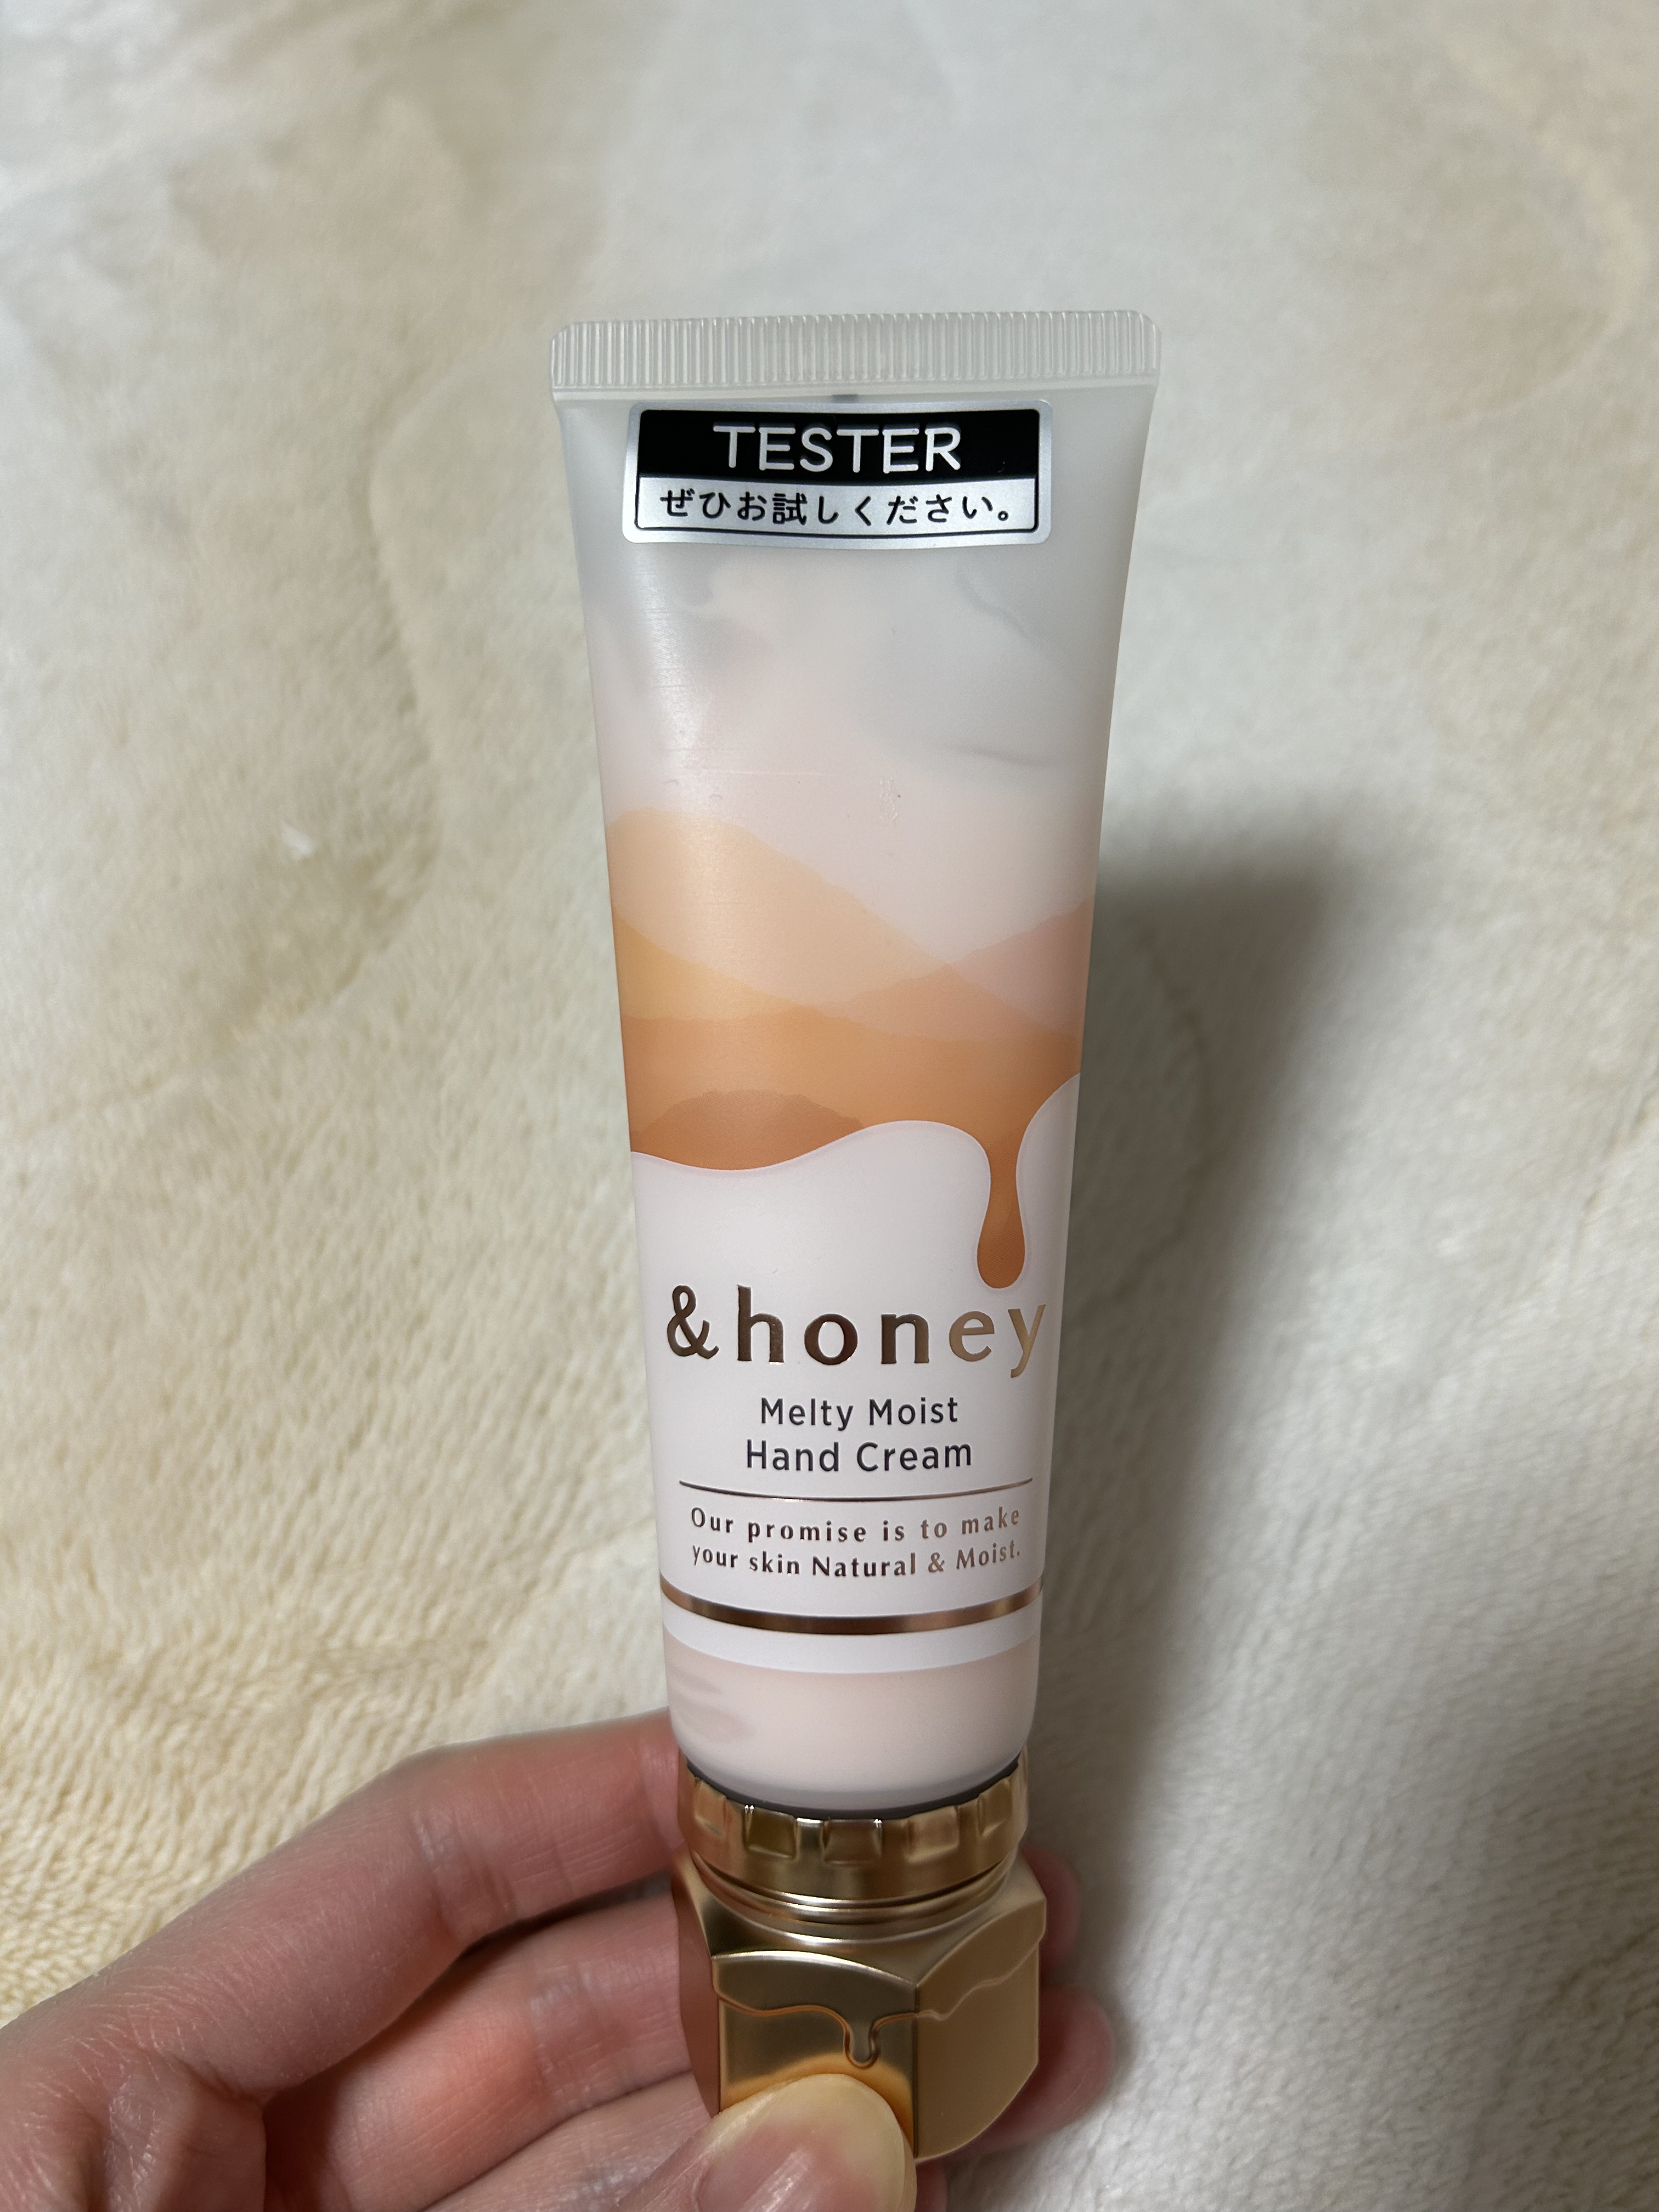 TESTER
ぜひお試しください。
&honey
Melty Moist
Hand Cream
Our promise is to make
your skin Natural & Moist.